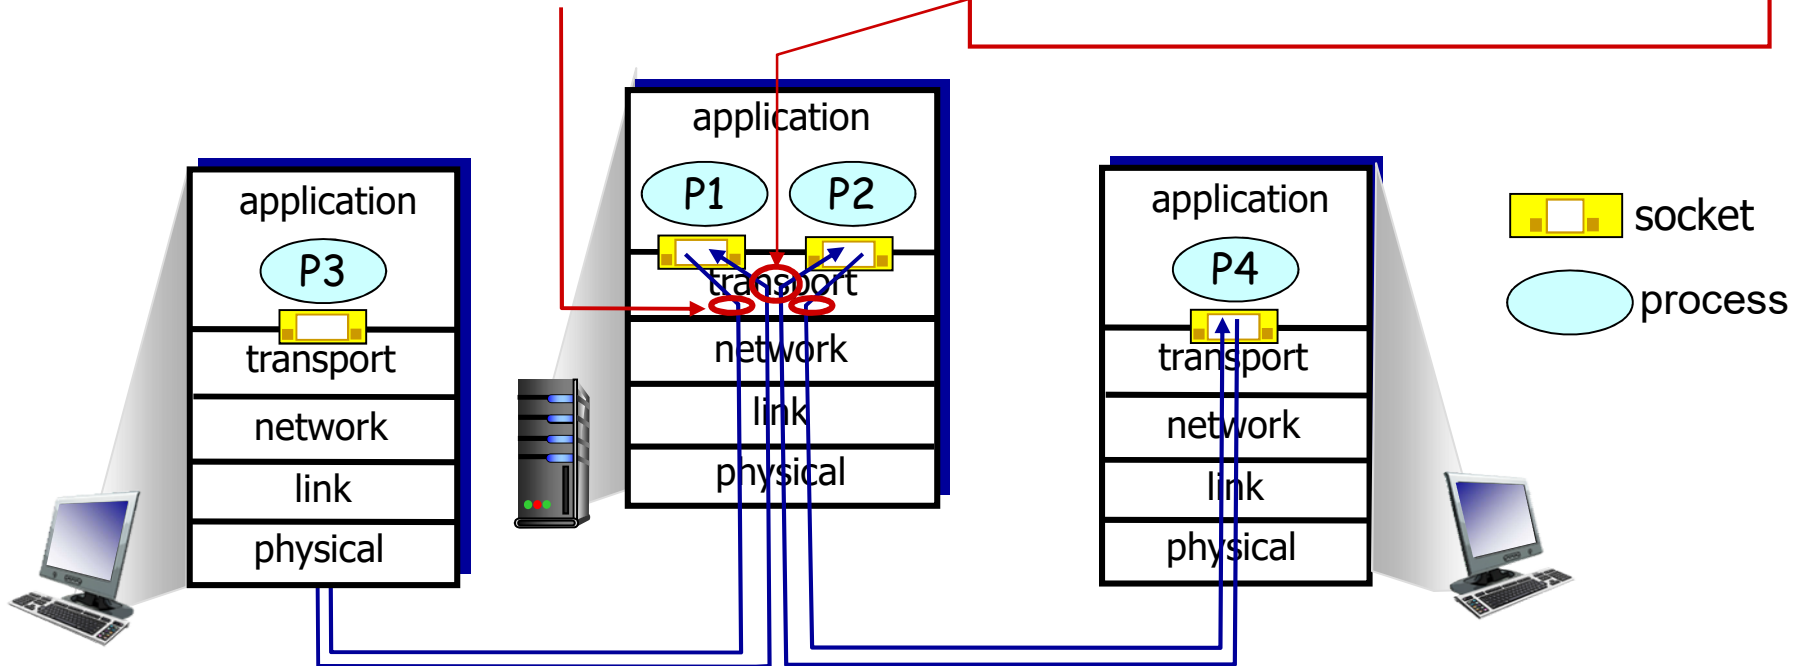 application
P1 P2
transport
network
link
physical
application
P3
transport
network
link
physical
application
P4
transport
network
link
physical
socket
process